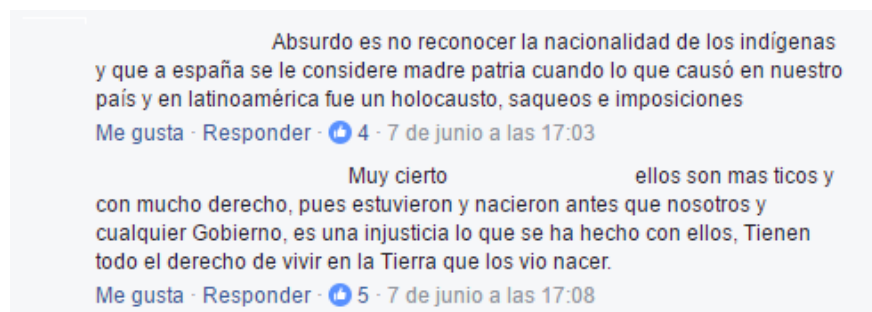 Absurdo es no reconocer la nacionalidad de los indígenas
y que a españa se le considere madre patria cuando lo que causó en nuestro
país y en latinoamérica fue un holocausto, saqueos e imposiciones
Me gusta · Responder · 4 · 7 de junio a las 17:03
Muy cierto ellos son mas ticos y
con mucho derecho, pues estuvieron y nacieron antes que nosotros y
cualquier Gobierno, es una injusticia lo que se ha hecho con ellos, Tienen
todo el derecho de vivir en la Tierra que los vio nacer.
Me gusta · Responder · 5 · 7 de junio a las 17:08